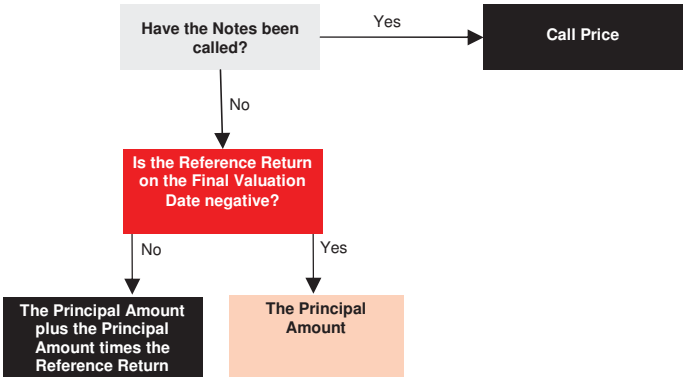 Have the Notes been
called?
Yes
Call Price
No
Is the Reference Return
on the Final Valuation
Date negative?
No
Yes
The Principal Amount
plus the Principal
Amount times the
Reference Return
The Principal
Amount